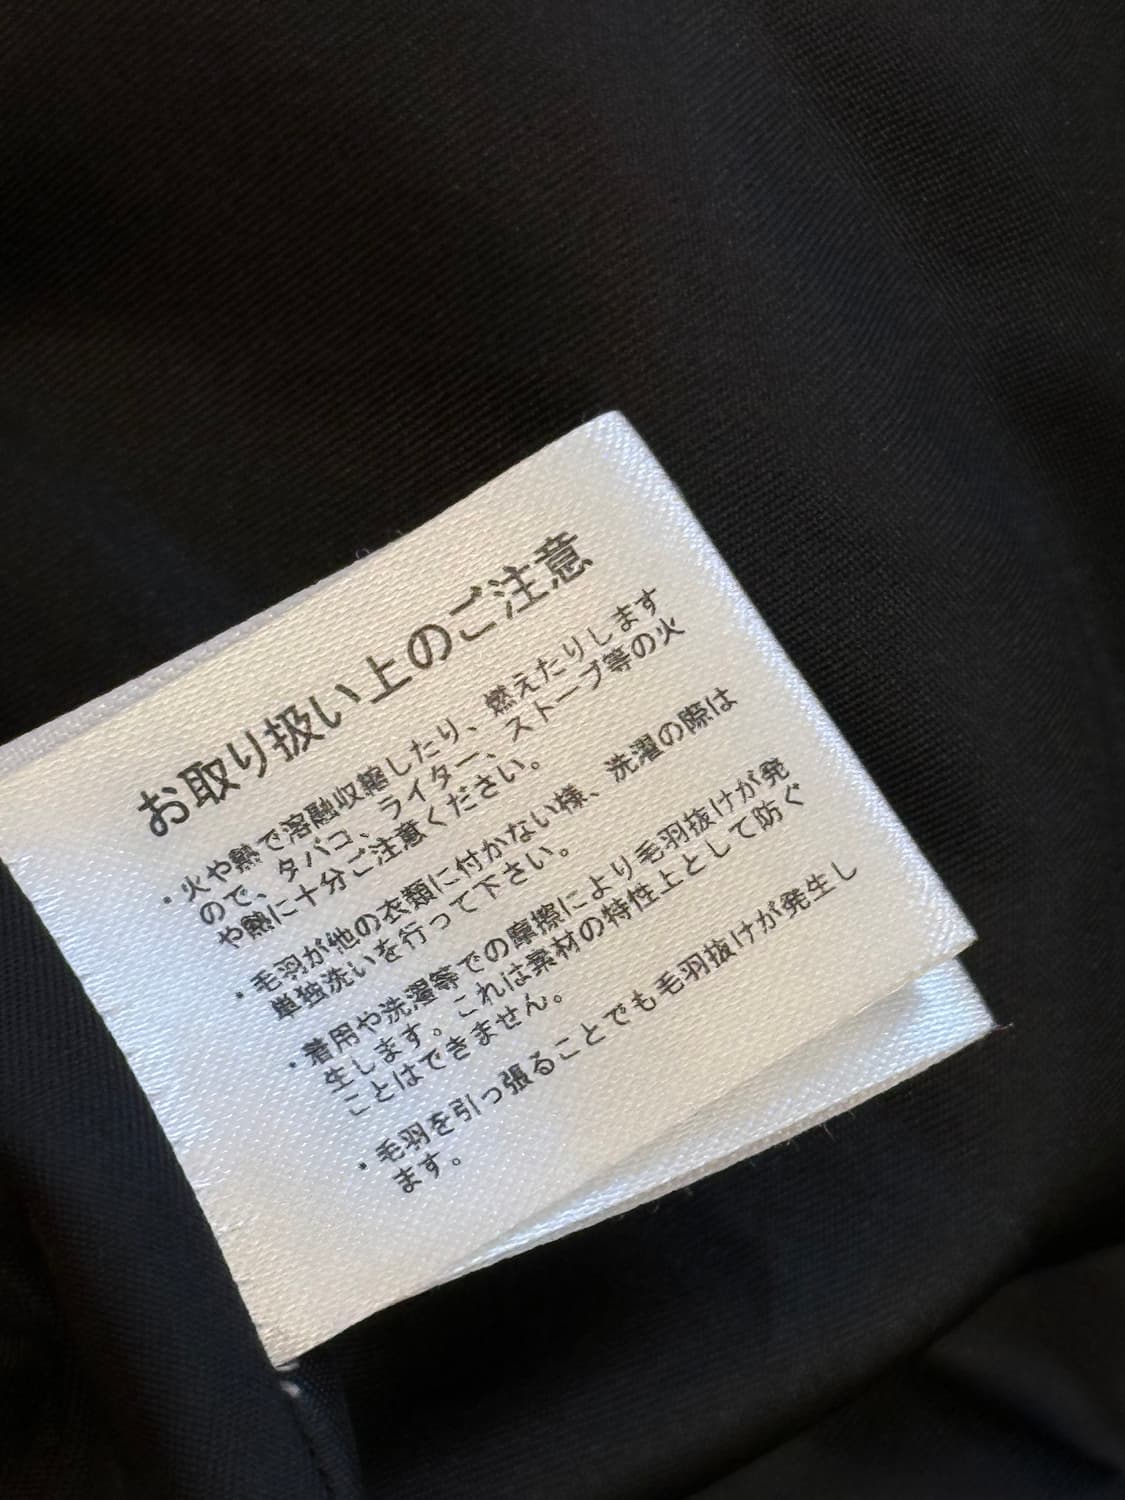 お取り扱い上のご注意
・火や熱で溶融収縮したり、燃えたりします
ので、タバコ、ライター、ストーブ等の火
や熱に十分ご注意ください。
・毛羽が他の衣類に付かない様、洗濯の際は
単独洗いを行って下さい。
・着用や洗濯等での摩擦により毛羽抜けが発
生します。これは素材の特性上として防ぐ
ことはできません。
・毛羽を引っ張ることでも毛羽抜けが発生し
ます。